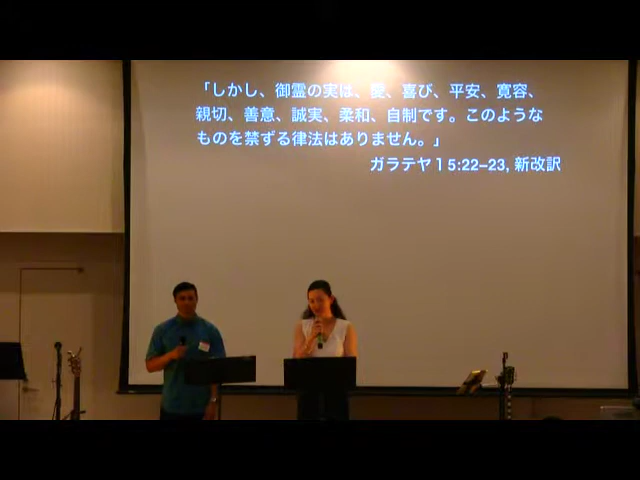 「しかし、御霊の実は、愛、喜び、平安、寛容、
親切、善意、誠実、柔和、自制です。このような
ものを禁ずる律法はありません。」
ガラテヤ1 5:22–23, 新改訳